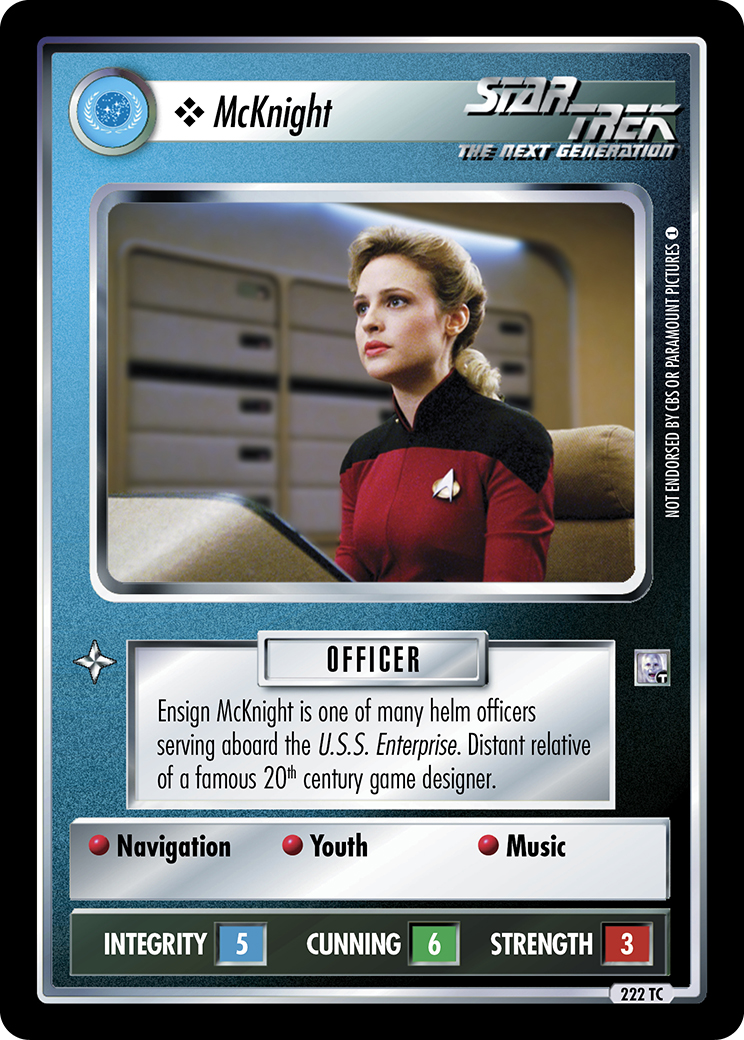 ❖ McKnight
STAR TREK
THE NEXT GENERATION
NOT ENDORSED BY CBS OR PARAMOUNT PICTURES 1
OFFICER
T
Ensign McKnight is one of many helm officers
serving aboard the U.S.S. Enterprise. Distant relative
of a famous 20th century game designer.
Navigation Youth Music
INTEGRITY 5 CUNNING 6 STRENGTH 3
222 TC